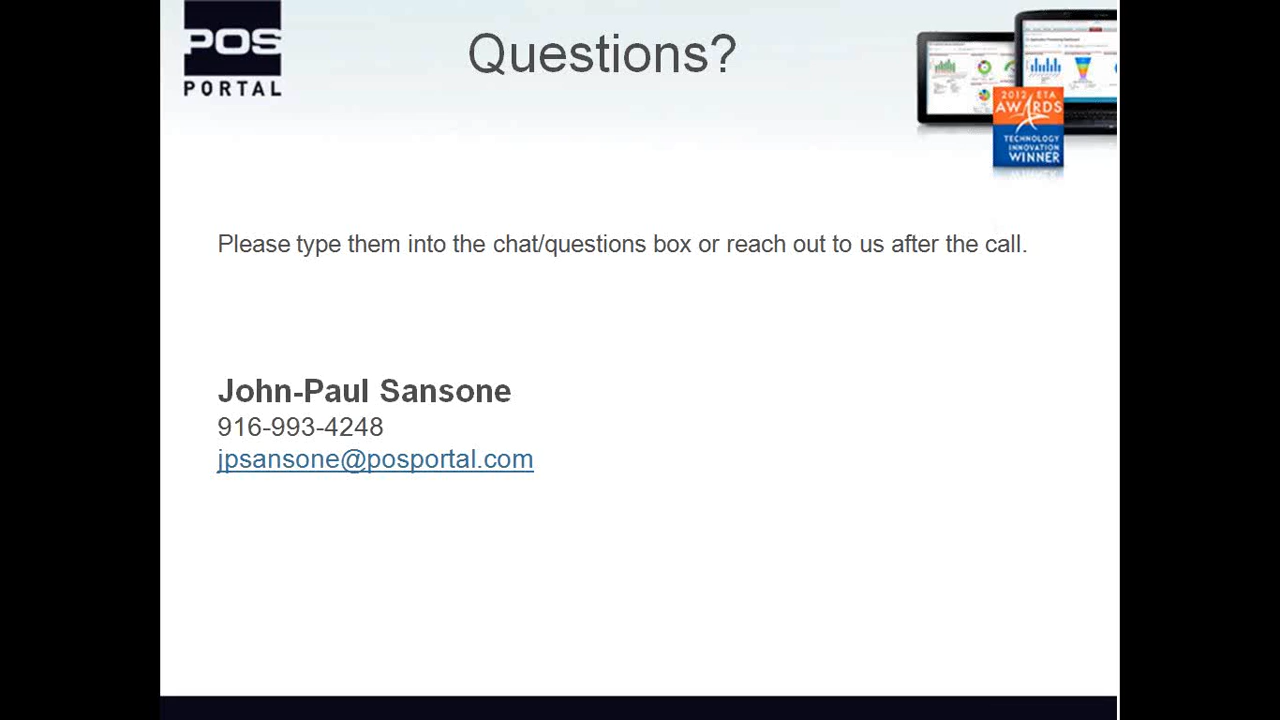 POS
PORTAL
Questions?
2012 ETA
AWARDS
TECHNOLOGY
INNOVATION
WINNER
Please type them into the chat/questions box or reach out to us after the call.
John-Paul Sansone
916-993-4248
jpsansone@posportal.com